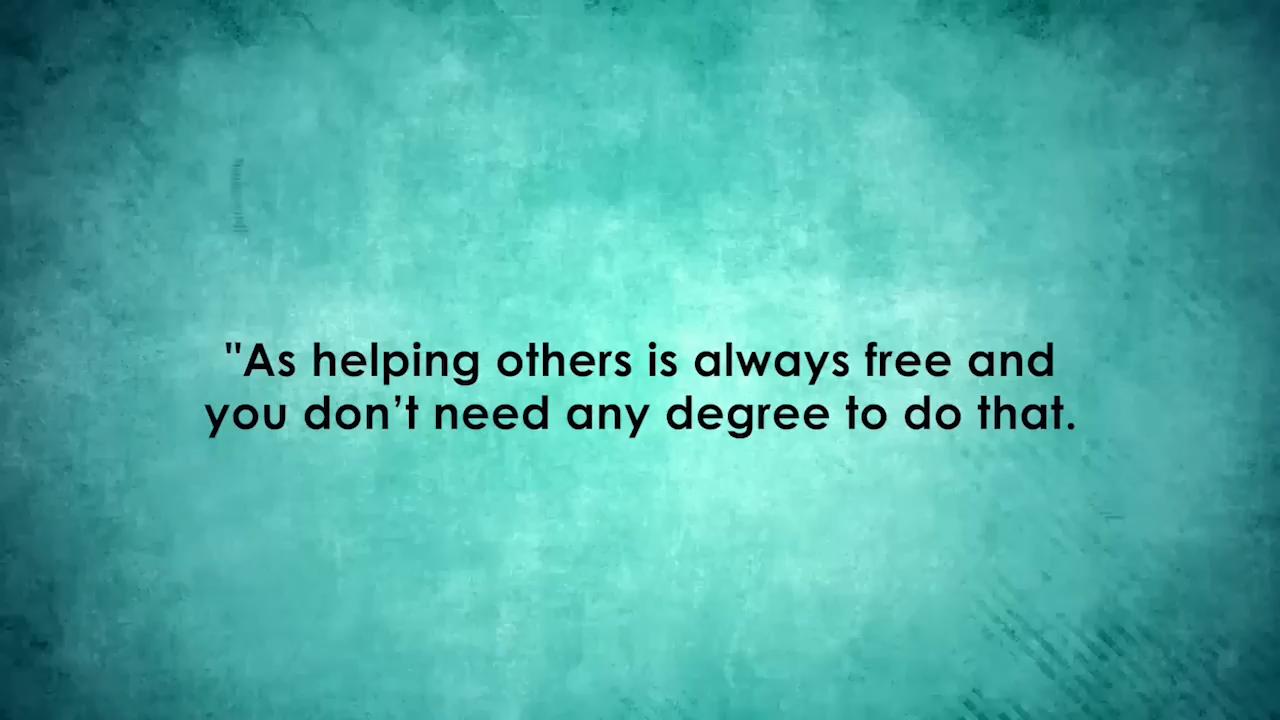 "As helping others is always free and
you don’t need any degree to do that.